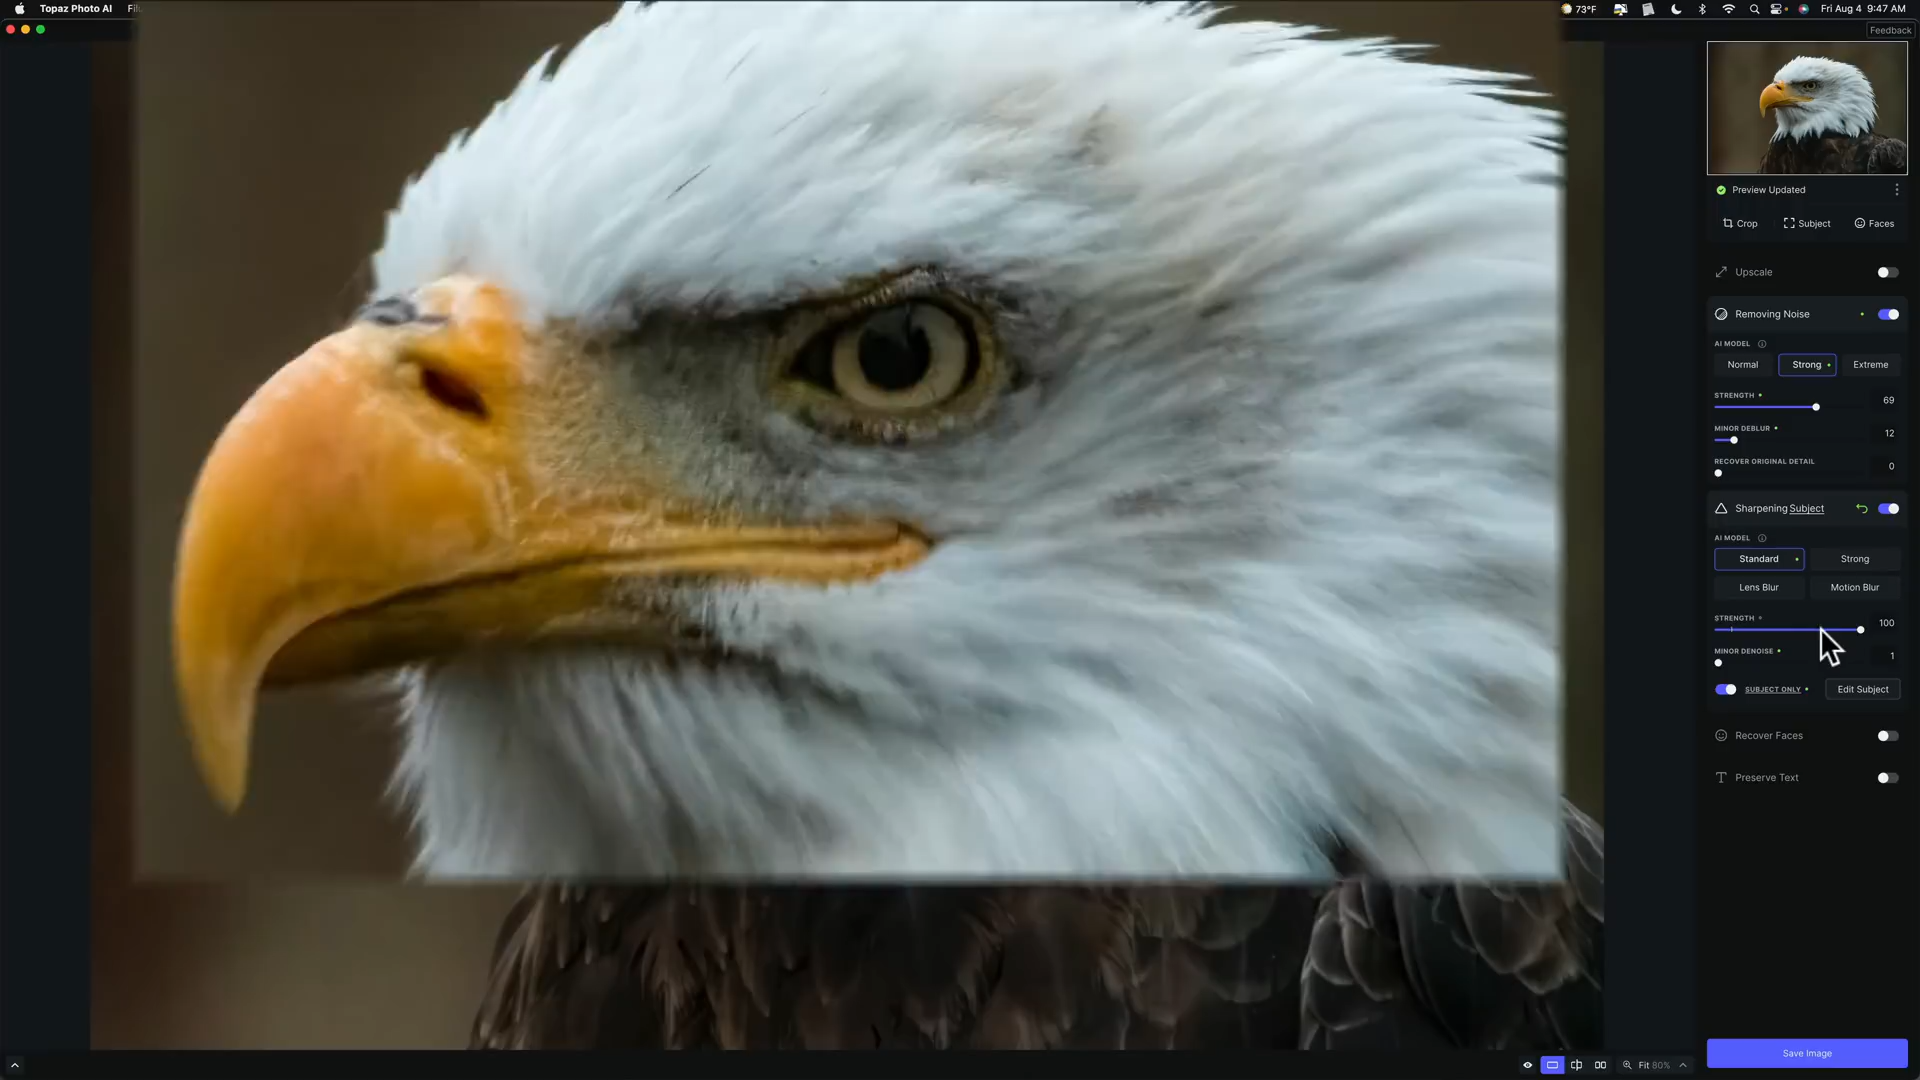 Topaz Photo AI
73°F
Fri Aug 4 9:47 AM
Feedback
Preview Updated
Crop
Subject
Faces
Upscale
Removing Noise
AI MODEL
Normal
Strong
Extreme
STRENGTH
69
MINOR DEBLUR
12
RECOVER ORIGINAL DETAIL
0
Sharpening Subject
AI MODEL
Standard
Strong
Lens Blur
Motion Blur
STRENGTH
100
MINOR DENOISE
1
SUBJECT ONLY
Edit Subject
Recover Faces
Preserve Text
Fit 80%
Save Image